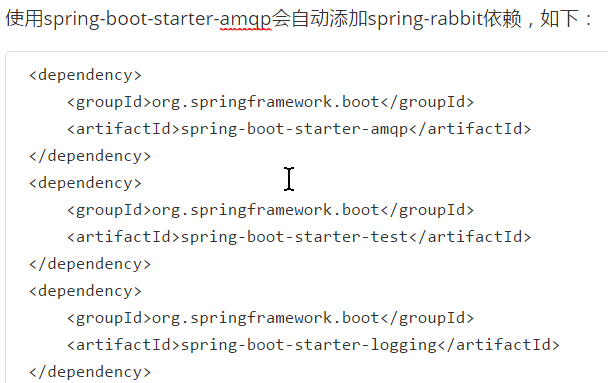 使用spring-boot-starter-amqp会自动添加spring-rabbit依赖，如下：
<dependency>
    <groupId>org.springframework.boot</groupId>
    <artifactId>spring-boot-starter-amqp</artifactId>
</dependency>
<dependency>
    <groupId>org.springframework.boot</groupId>
    <artifactId>spring-boot-starter-test</artifactId>
</dependency>
<dependency>
    <groupId>org.springframework.boot</groupId>
    <artifactId>spring-boot-starter-logging</artifactId>
</dependency>